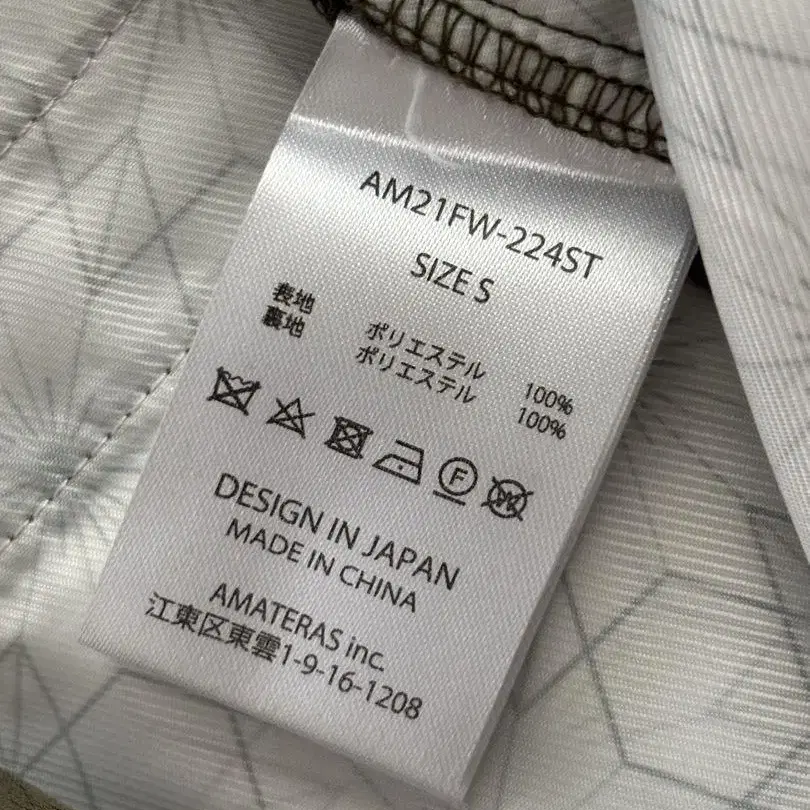 AM21FW-224ST
SIZE S
表地 ポリエステル 100%
裏地 ポリエステル 100%
F W
DESIGN IN JAPAN
MADE IN CHINA
AMATERAS inc.
江東区東雲1-9-16-1208